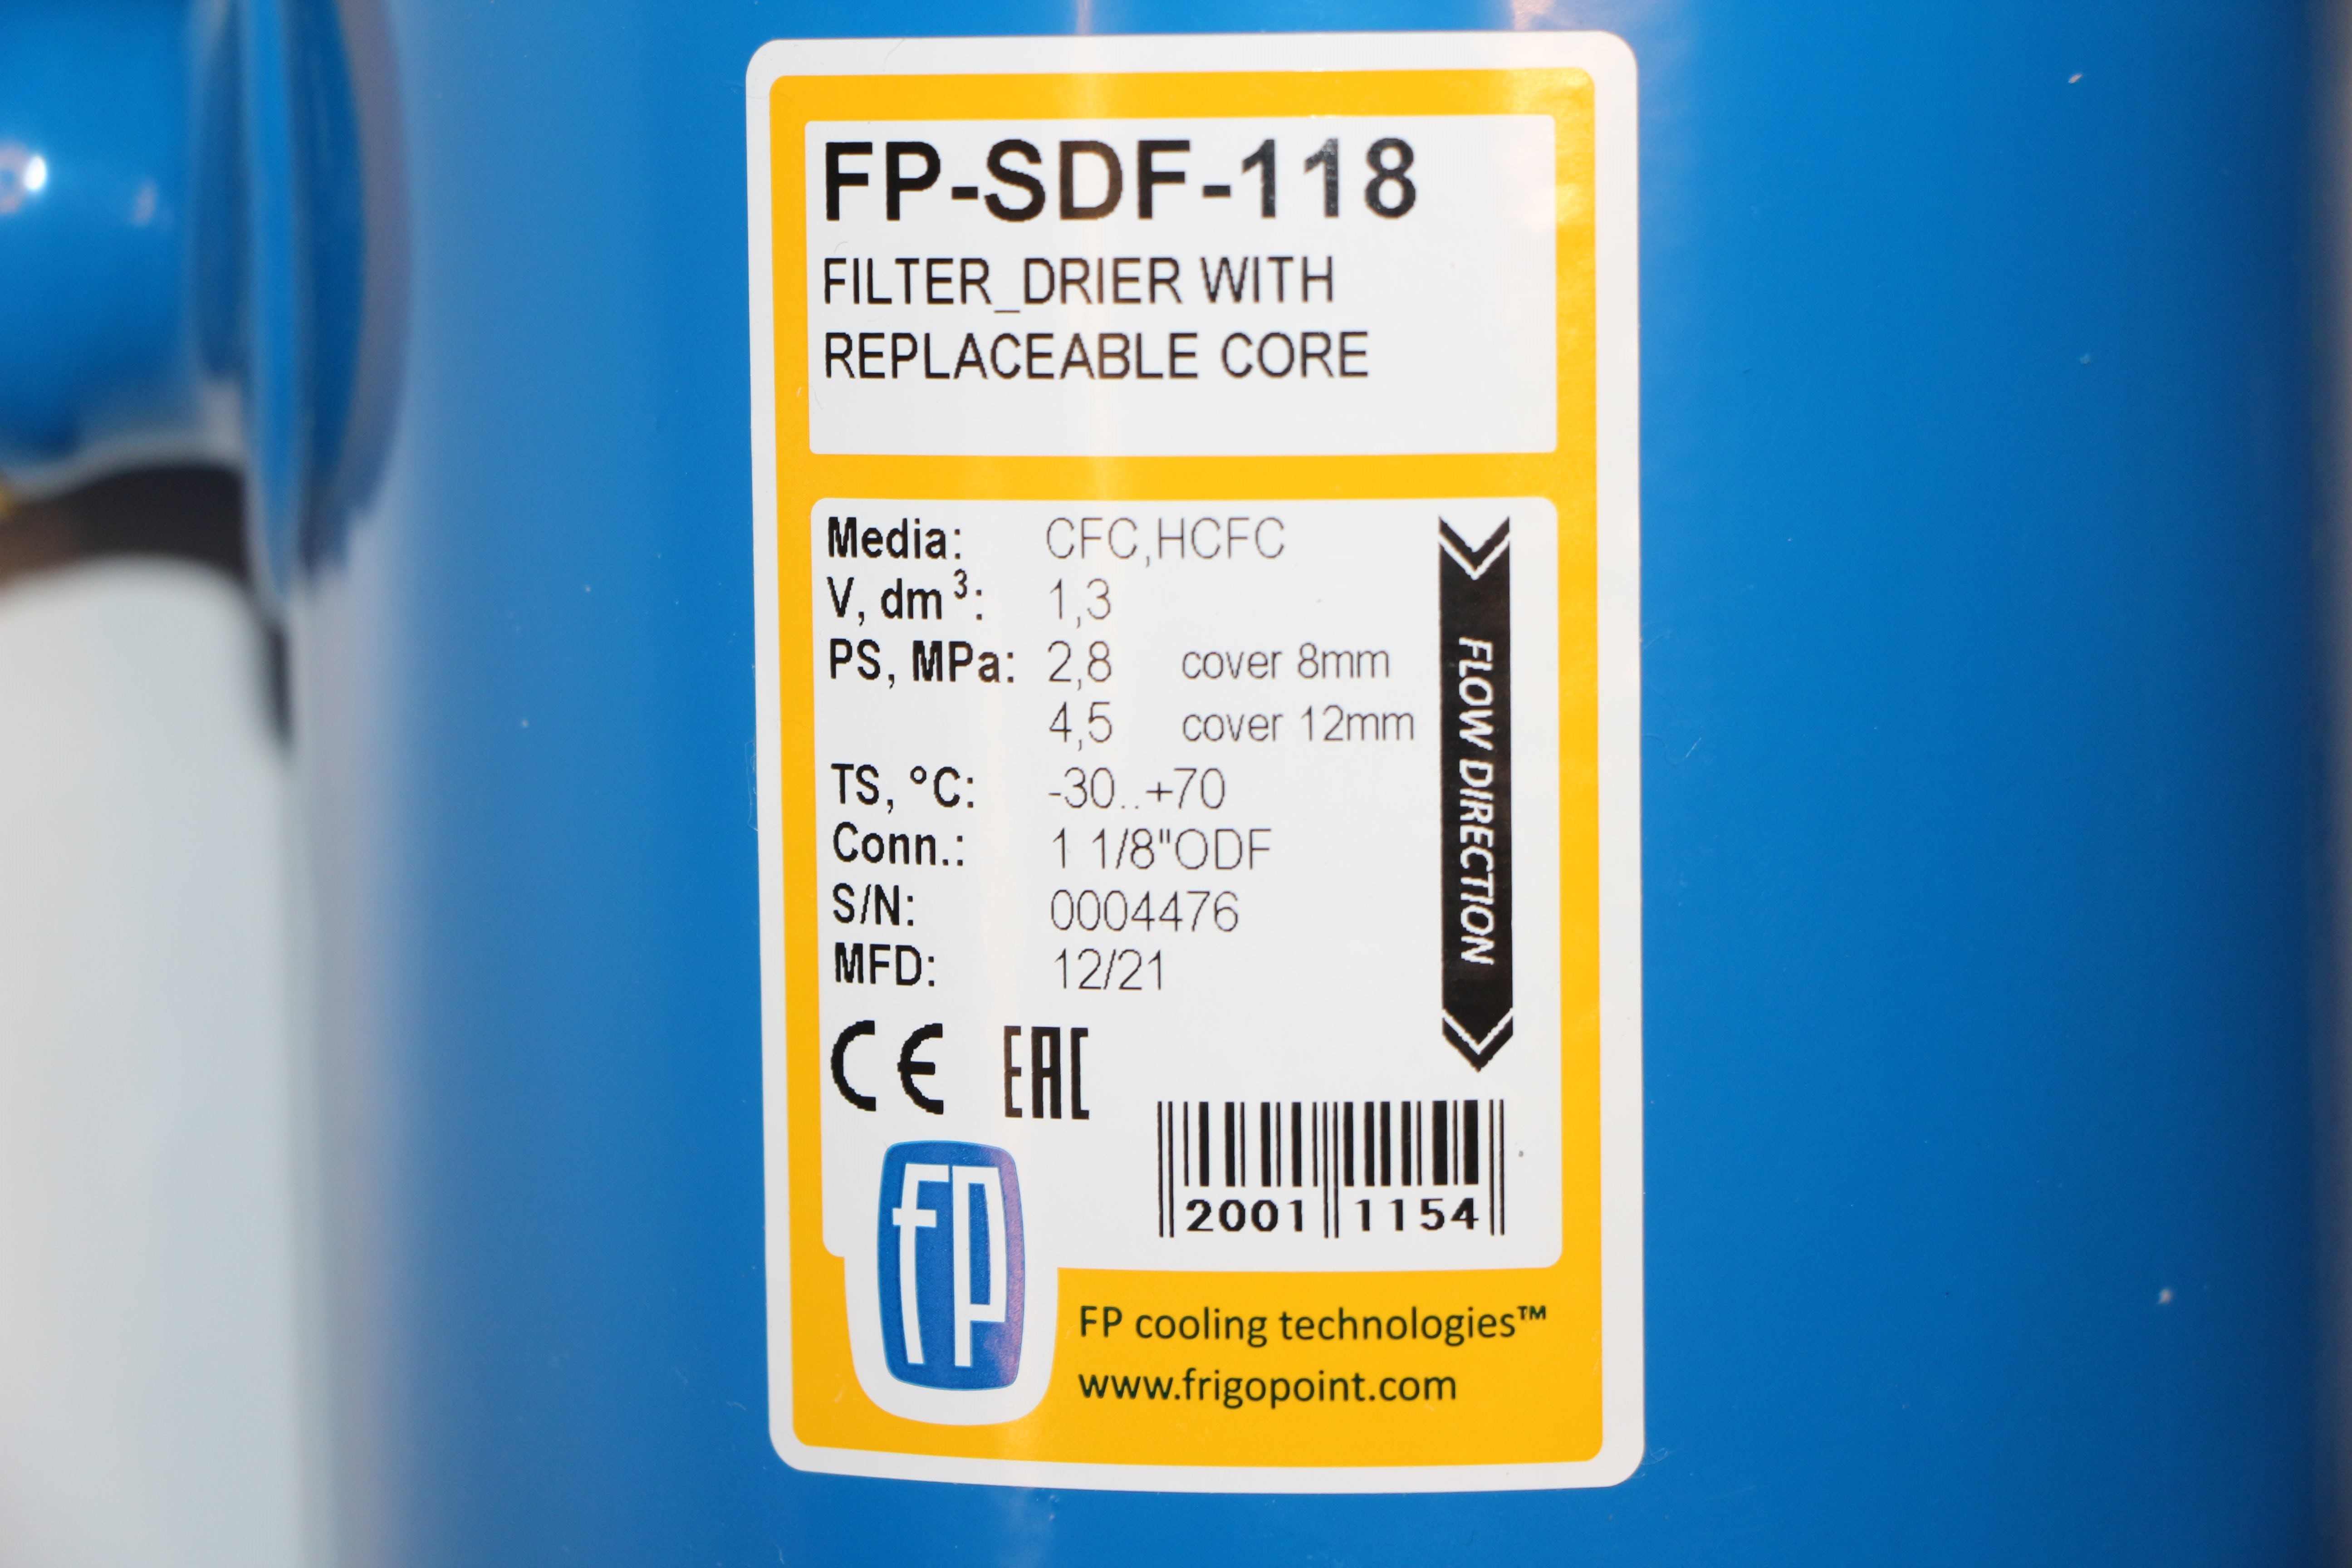 FP-SDF-118
FILTER_DRIER WITH
REPLACEABLE CORE
Media: CFC,HCFC
V, dm³: 1,3
PS, MPa: 2,8 cover 8mm
4,5 cover 12mm
TS, °C: -30..+70
Conn.: 1 1/8"ODF
S/N: 0004476
MFD: 12/21
FLOW DIRECTION
CE EAC
2001 1154
fp
FP cooling technologies™
www.frigopoint.com